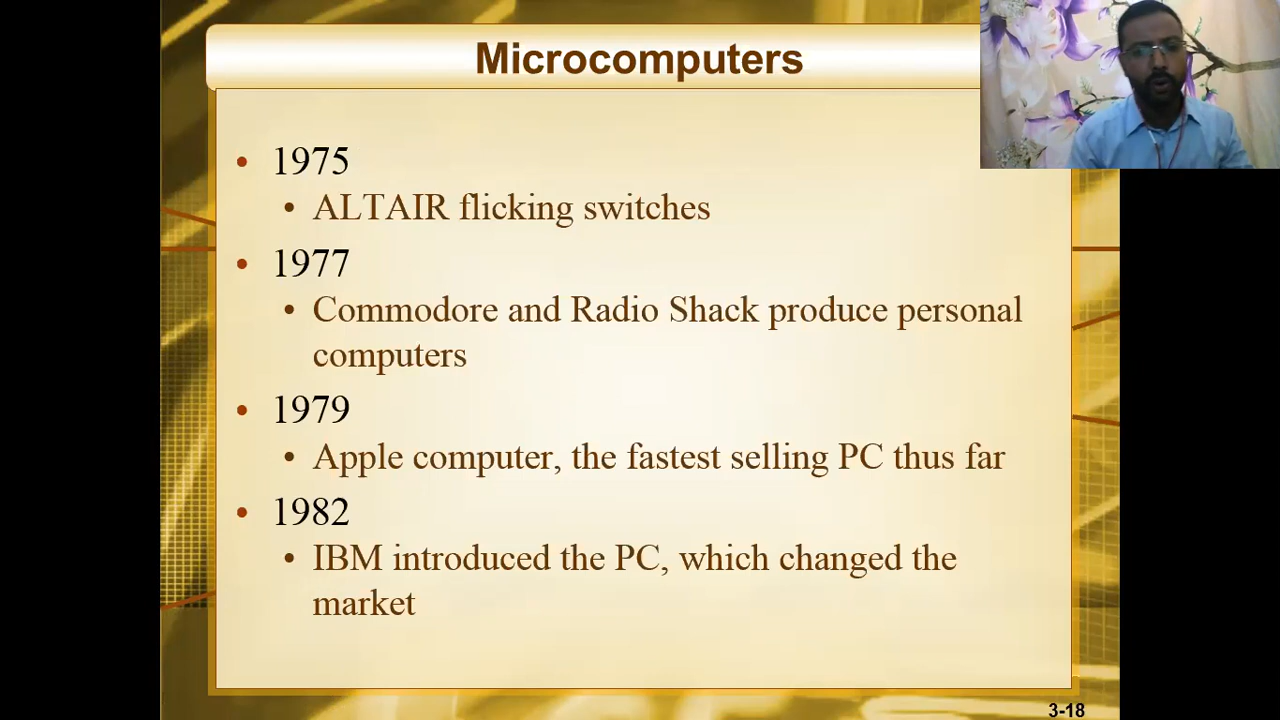 Microcomputers
• 1975
• ALTAIR flicking switches
• 1977
• Commodore and Radio Shack produce personal
computers
• 1979
• Apple computer, the fastest selling PC thus far
• 1982
• IBM introduced the PC, which changed the
market
3-18